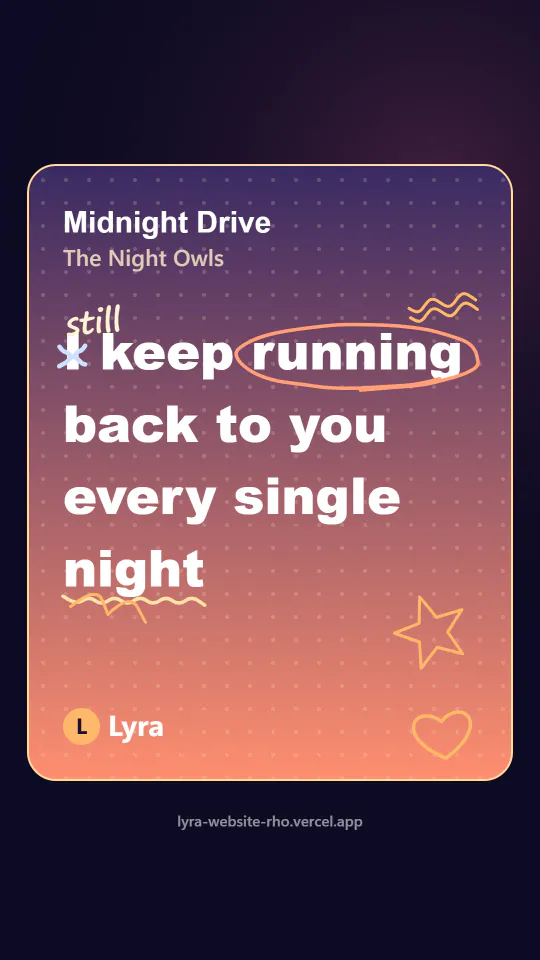 Midnight Drive
The Night Owls
still
I keep running
back to you
every single
night
L Lyra
lyra-website-rho.vercel.app